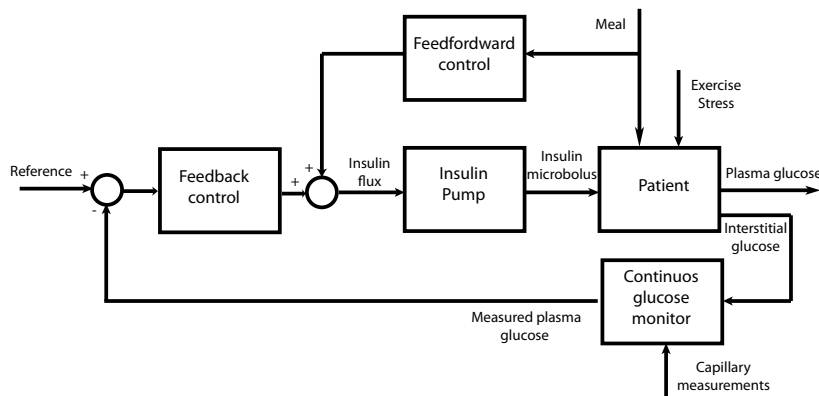 Meal
Feedfordward
control
Exercise
Stress
Reference
+
-
Feedback
control
+
+
Insulin
flux
Insulin
Pump
Insulin
microbolus
Patient
Plasma glucose
Interstitial
glucose
Continuos
glucose
monitor
Measured plasma
glucose
Capillary
measurements